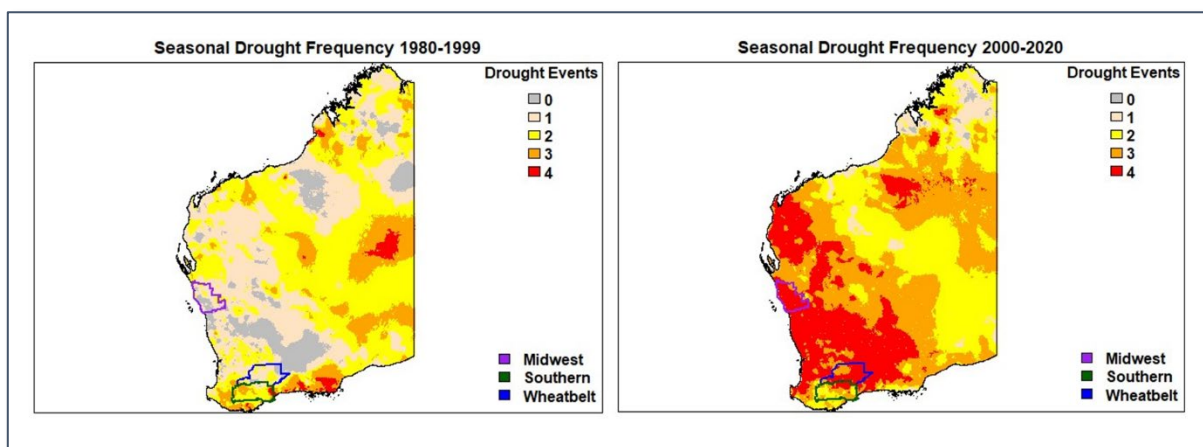 Seasonal Drought Frequency 1980-1999
Drought Events
0
1
2
3
4
Midwest
Southern
Wheatbelt
Seasonal Drought Frequency 2000-2020
Drought Events
0
1
2
3
4
Midwest
Southern
Wheatbelt